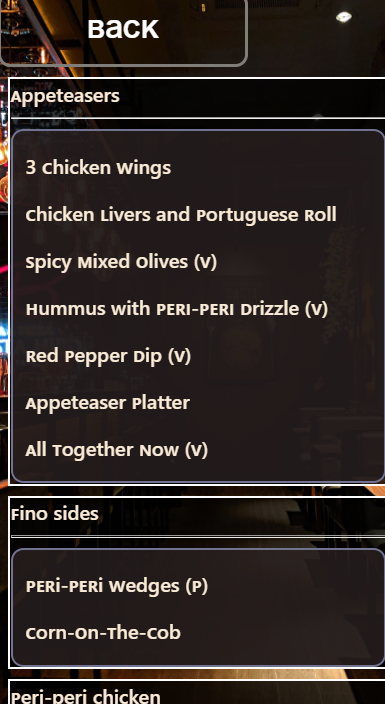 Back
Appeteasers
3 Chicken Wings
Chicken Livers and Portuguese Roll
Spicy Mixed Olives (V)
Hummus with PERI-PERI Drizzle (V)
Red Pepper Dip (V)
Appeteaser Platter
All Together Now (V)
Fino sides
PERi-PERi Wedges (P)
Corn-On-The-Cob
Peri-peri chicken